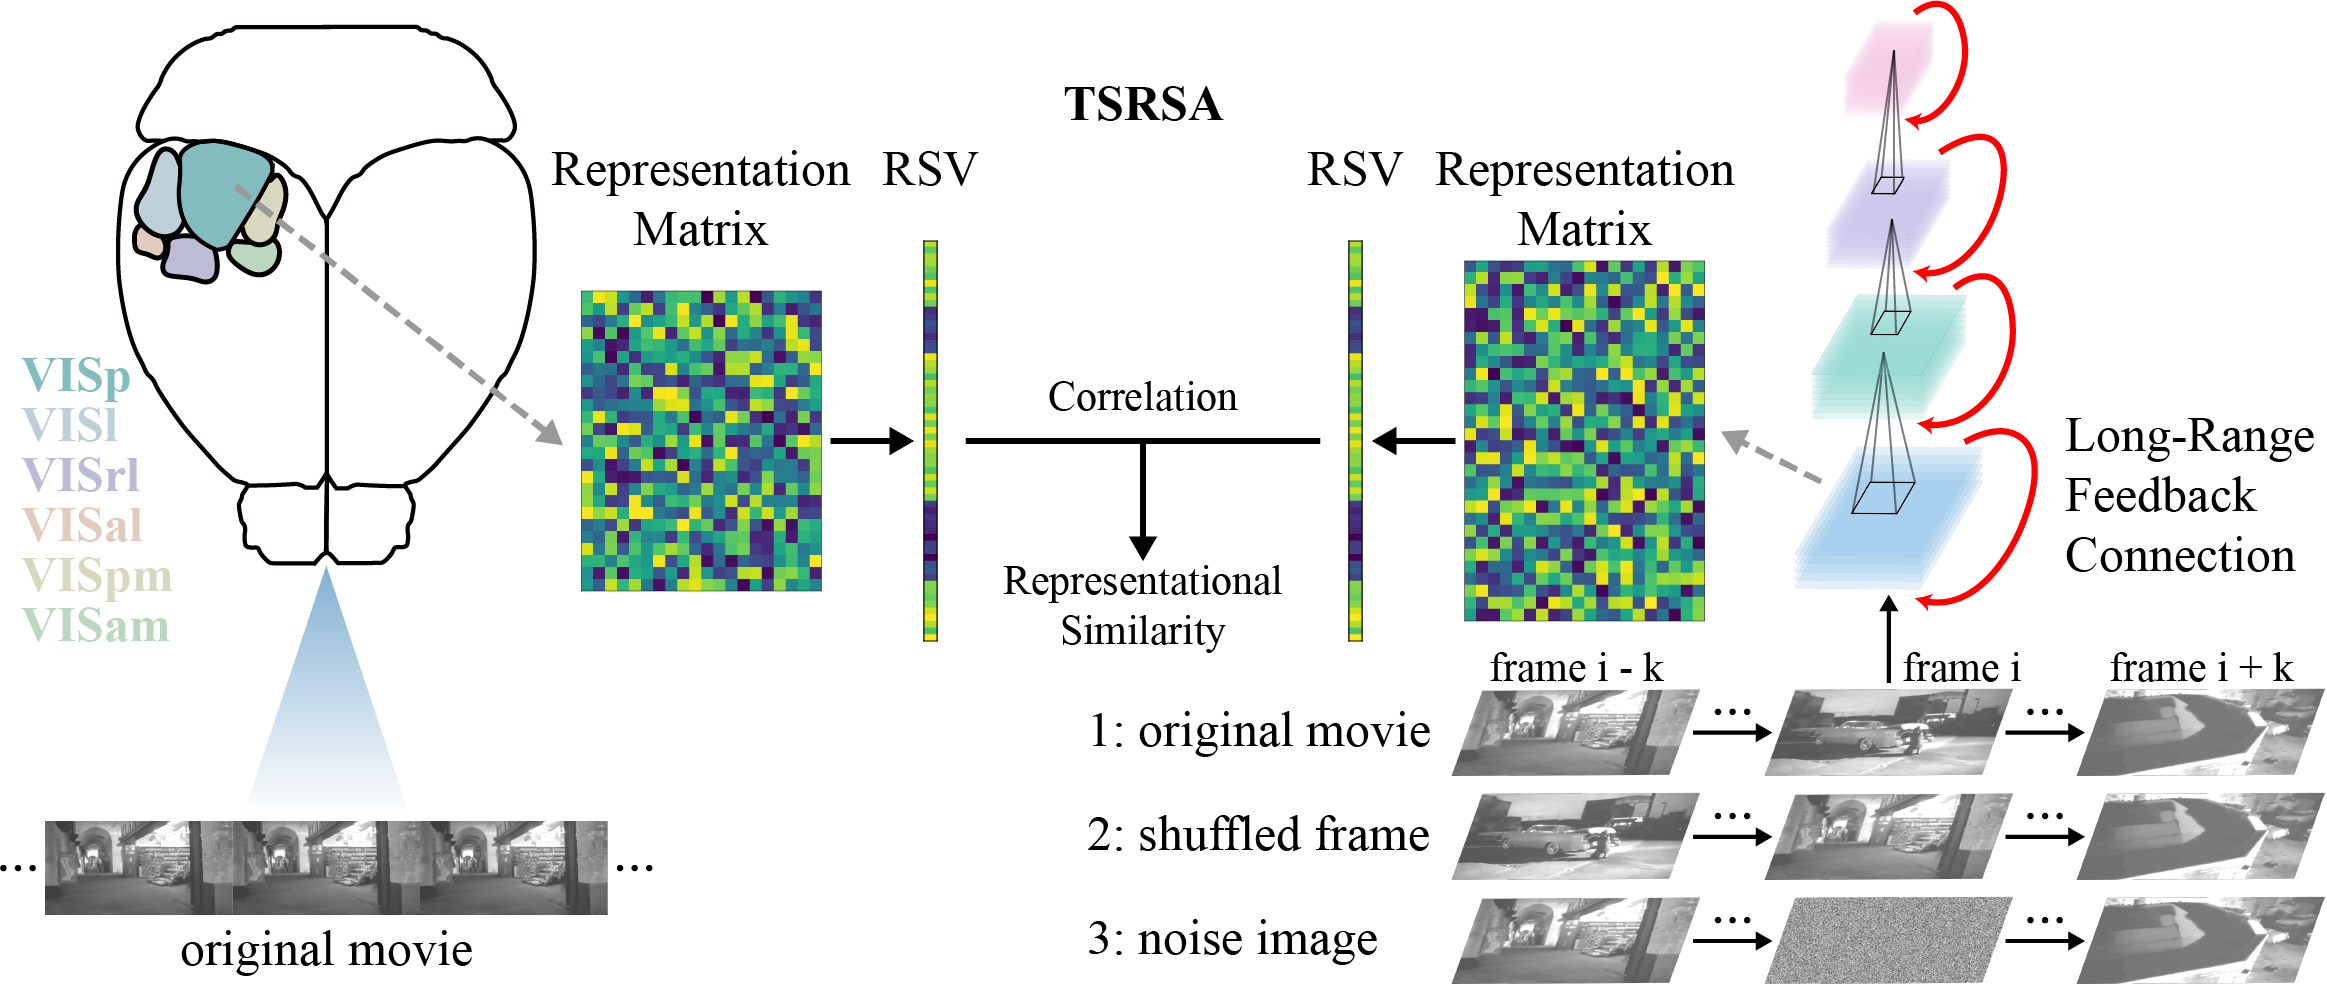 TSRSA
Representation
Matrix
RSV
RSV
Representation
Matrix
VISp
VISl
VISrl
VISal
VISpm
VISam
Correlation
Representational
Similarity
Long-Range
Feedback
Connection
frame i - k
frame i
frame i + k
1: original movie
...
...
2: shuffled frame
...
...
3: noise image
...
...
...
...
original movie